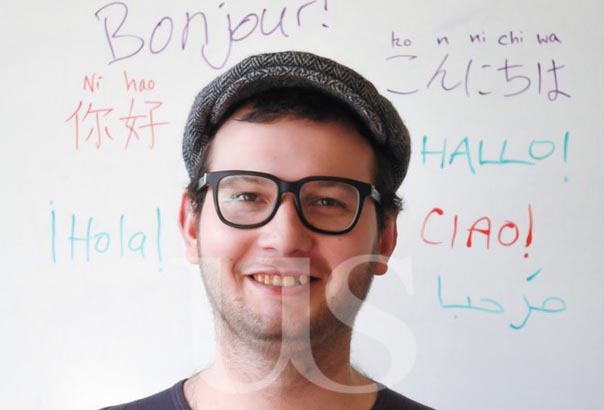 Bonjour!
ko n ni chi wa
こんにちは
Ni hao
你好
HALLO!
¡Hola!
CIAO!
مرحبا
us